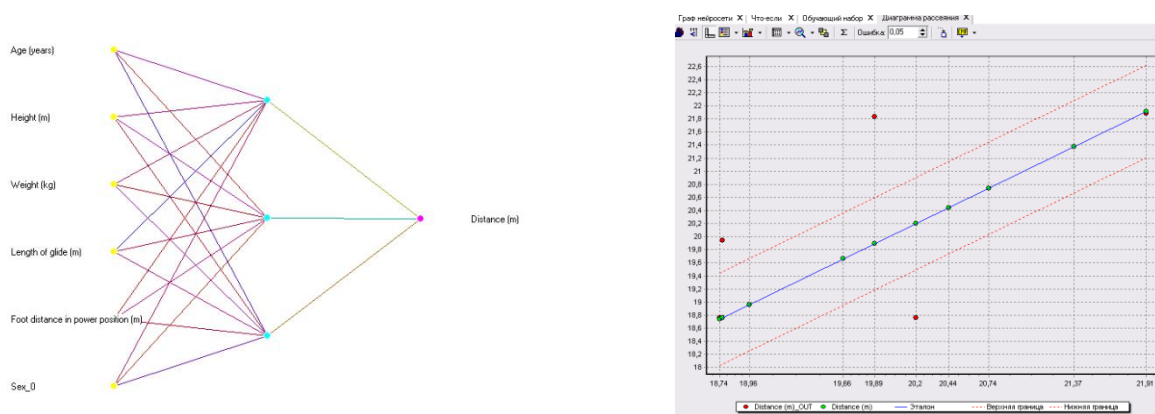 Age (years)
Height (m)
Weight (kg)
Length of glide (m)
Foot distance in power position (m)
Sex_0
Distance (m)
Граф нейросети X Что-если X Обучающий набор X Диаграмма рассеяния X
Σ Ошибка: 0,05
22,6
22,4
22,2
22
21,8
21,6
21,4
21,2
21
20,8
20,6
20,4
20,2
20
19,8
19,6
19,4
19,2
19
18,8
18,6
18,4
18,2
18
18,74 18,96 19,66 19,89 20,2 20,44 20,74 21,37 21,91
Distance (m)_OUT Distance (m) Эталон Верхняя граница Нижняя граница